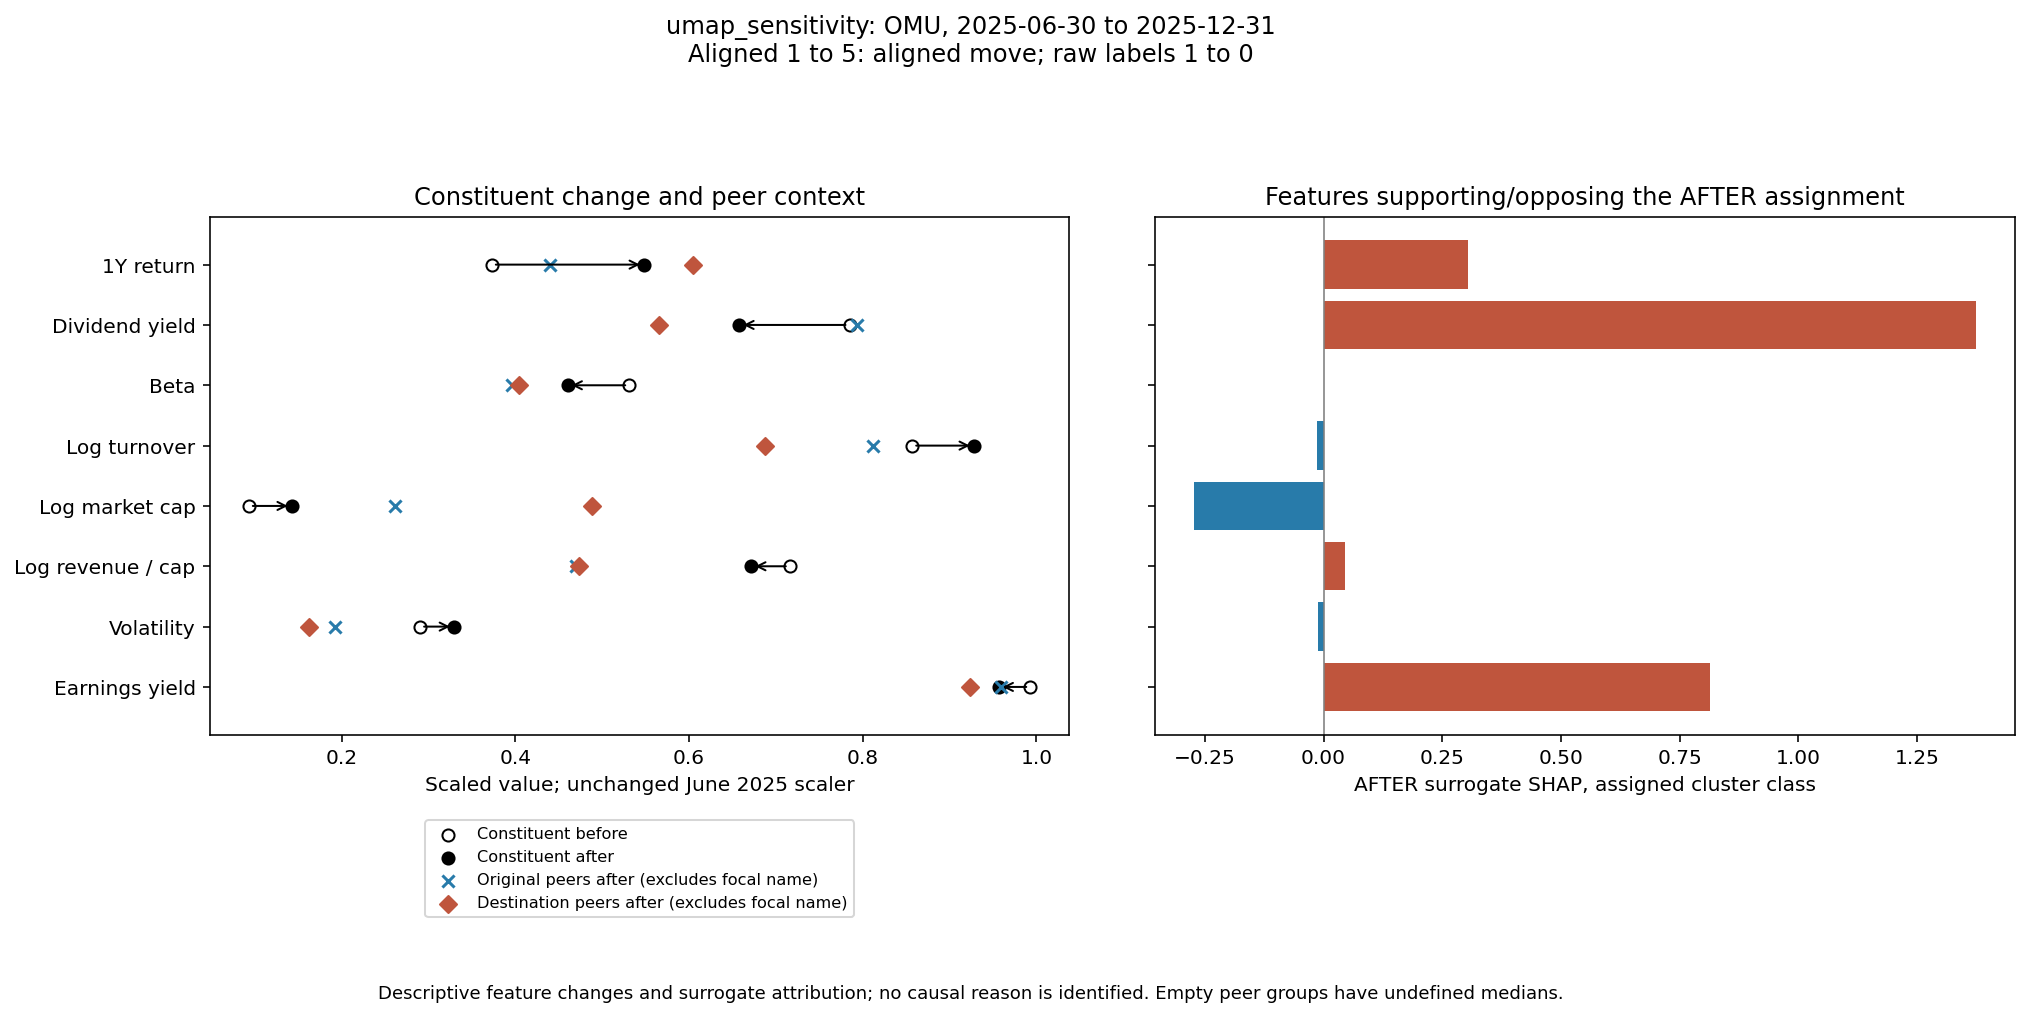 umap_sensitivity: OMU, 2025-06-30 to 2025-12-31
Aligned 1 to 5: aligned move; raw labels 1 to 0
Constituent change and peer context
1Y return
Dividend yield
Beta
Log turnover
Log market cap
Log revenue / cap
Volatility
Earnings yield
0.2 0.4 0.6 0.8 1.0
Scaled value; unchanged June 2025 scaler
Constituent before
Constituent after
Original peers after (excludes focal name)
Destination peers after (excludes focal name)
Features supporting/opposing the AFTER assignment
−0.25 0.00 0.25 0.50 0.75 1.00 1.25
AFTER surrogate SHAP, assigned cluster class
Descriptive feature changes and surrogate attribution; no causal reason is identified. Empty peer groups have undefined medians.